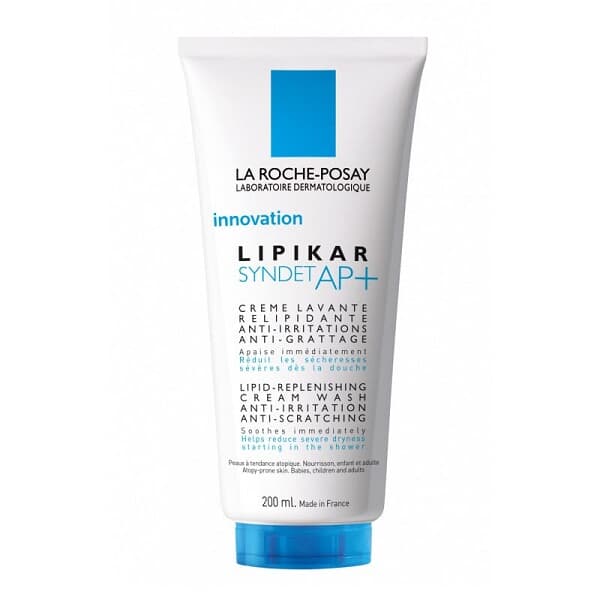 LA ROCHE-POSAY
LABORATOIRE DERMATOLOGIQUE
innovation
LIPIKAR
SYNDET AP+
CREME LAVANTE
RELIPIDANTE
ANTI-IRRITATIONS
ANTI-GRATTAGE
Apaise immédiatement
Réduit les sécheresses
sévères dès la douche
LIPID-REPLENISHING
CREAM WASH
ANTI-IRRITATION
ANTI-SCRATCHING
Soothes immediately
Helps reduce severe dryness
starting in the shower
Peaux à tendance atopique. Nourrisson, enfant et adulte
Atopy-prone skin. Babies, children and adults
200 ml. Made in France